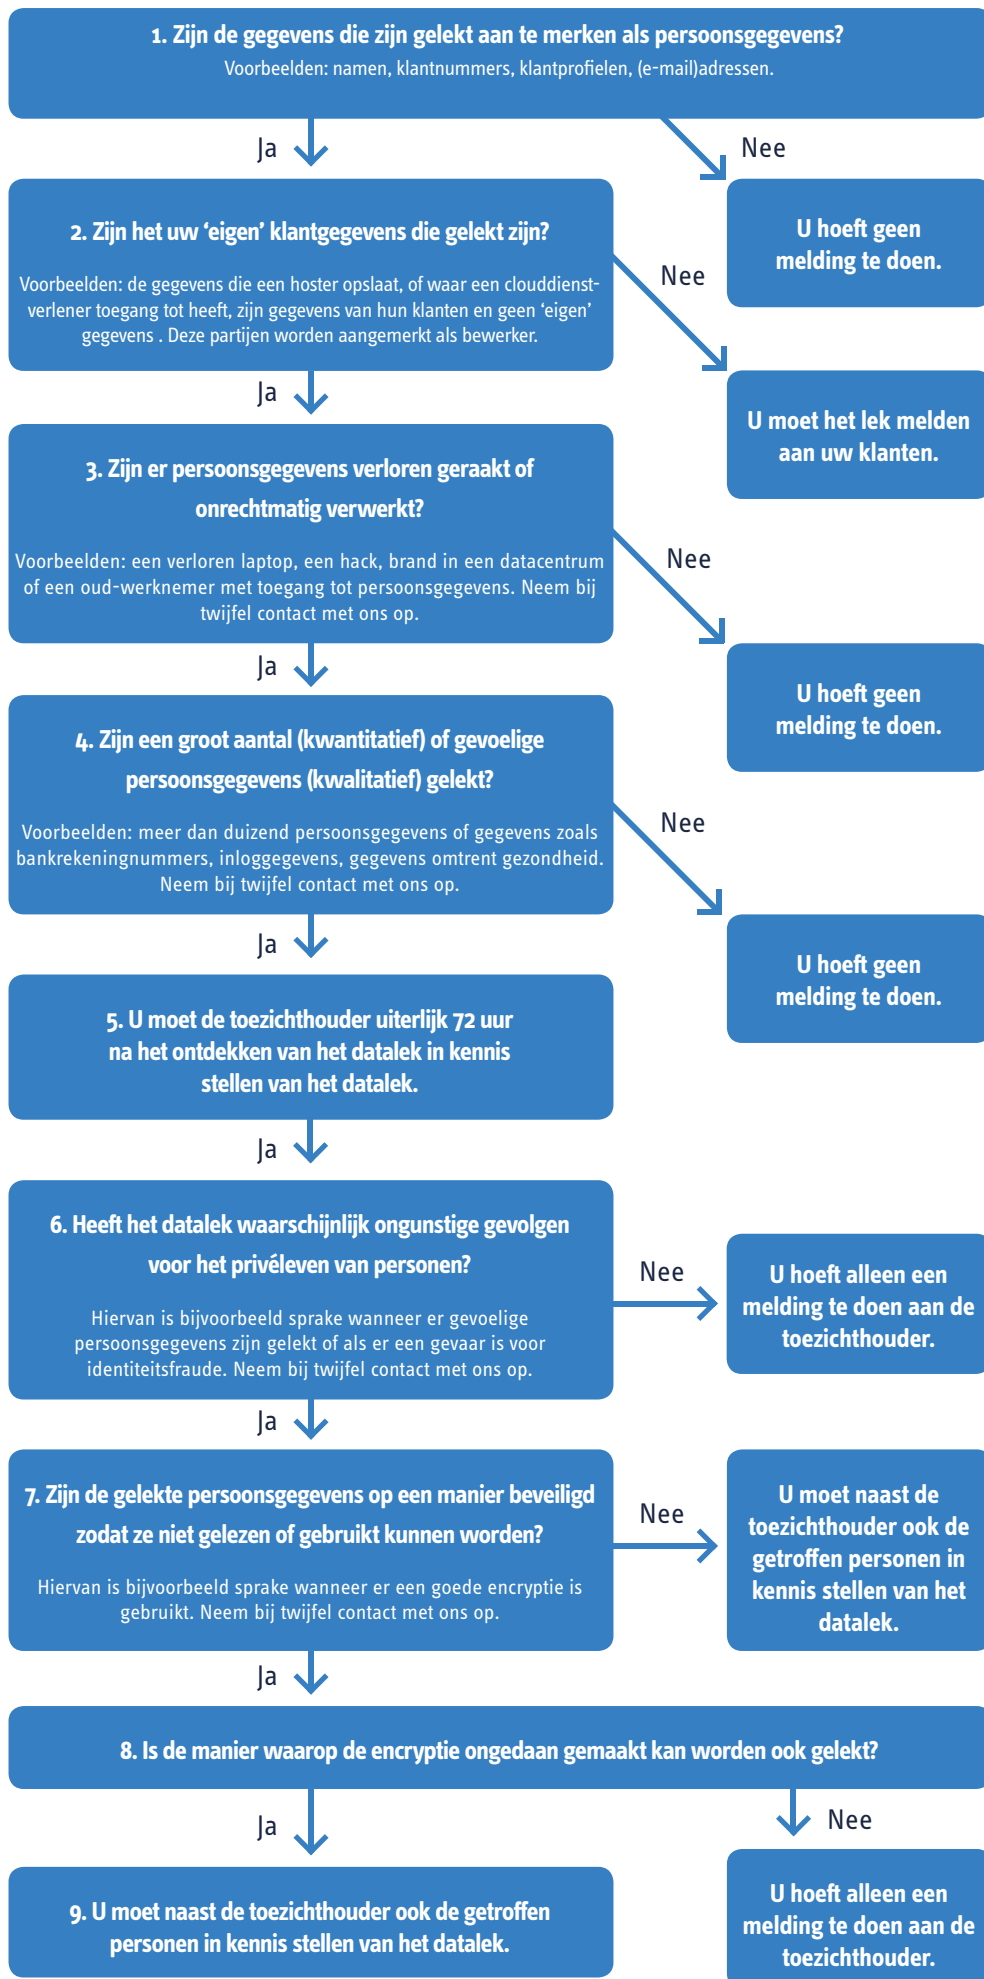 1. Zijn de gegevens die zijn gelekt aan te merken als persoonsgegevens?
Voorbeelden: namen, klantnummers, klantprofielen, (e-mail)adressen.
Ja
Nee
2. Zijn het uw ‘eigen’ klantgegevens die gelekt zijn?
Voorbeelden: de gegevens die een hoster opslaat, of waar een clouddienst-
verlener toegang tot heeft, zijn gegevens van hun klanten en geen ‘eigen’
gegevens . Deze partijen worden aangemerkt als bewerker.
U hoeft geen
melding te doen.
Nee
Ja
U moet het lek melden
aan uw klanten.
3. Zijn er persoonsgegevens verloren geraakt of
onrechtmatig verwerkt?
Voorbeelden: een verloren laptop, een hack, brand in een datacentrum
of een oud-werknemer met toegang tot persoonsgegevens. Neem bij
twijfel contact met ons op.
Nee
Ja
U hoeft geen
melding te doen.
4. Zijn een groot aantal (kwantitatief) of gevoelige
persoonsgegevens (kwalitatief) gelekt?
Voorbeelden: meer dan duizend persoonsgegevens of gegevens zoals
bankrekeningnummers, inloggegevens, gegevens omtrent gezondheid.
Neem bij twijfel contact met ons op.
Nee
Ja
U hoeft geen
melding te doen.
5. U moet de toezichthouder uiterlijk 72 uur
na het ontdekken van het datalek in kennis
stellen van het datalek.
Ja
6. Heeft het datalek waarschijnlijk ongunstige gevolgen
voor het privéleven van personen?
Hiervan is bijvoorbeeld sprake wanneer er gevoelige
persoonsgegevens zijn gelekt of als er een gevaar is voor
identiteitsfraude. Neem bij twijfel contact met ons op.
Nee
U hoeft alleen een
melding te doen aan de
toezichthouder.
Ja
7. Zijn de gelekte persoonsgegevens op een manier beveiligd
zodat ze niet gelezen of gebruikt kunnen worden?
Hiervan is bijvoorbeeld sprake wanneer er een goede encryptie is
gebruikt. Neem bij twijfel contact met ons op.
Nee
U moet naast de
toezichthouder ook de
getroffen personen in
kennis stellen van het
datalek.
Ja
8. Is de manier waarop de encryptie ongedaan gemaakt kan worden ook gelekt?
Ja
Nee
9. U moet naast de toezichthouder ook de getroffen
personen in kennis stellen van het datalek.
U hoeft alleen een
melding te doen aan de
toezichthouder.